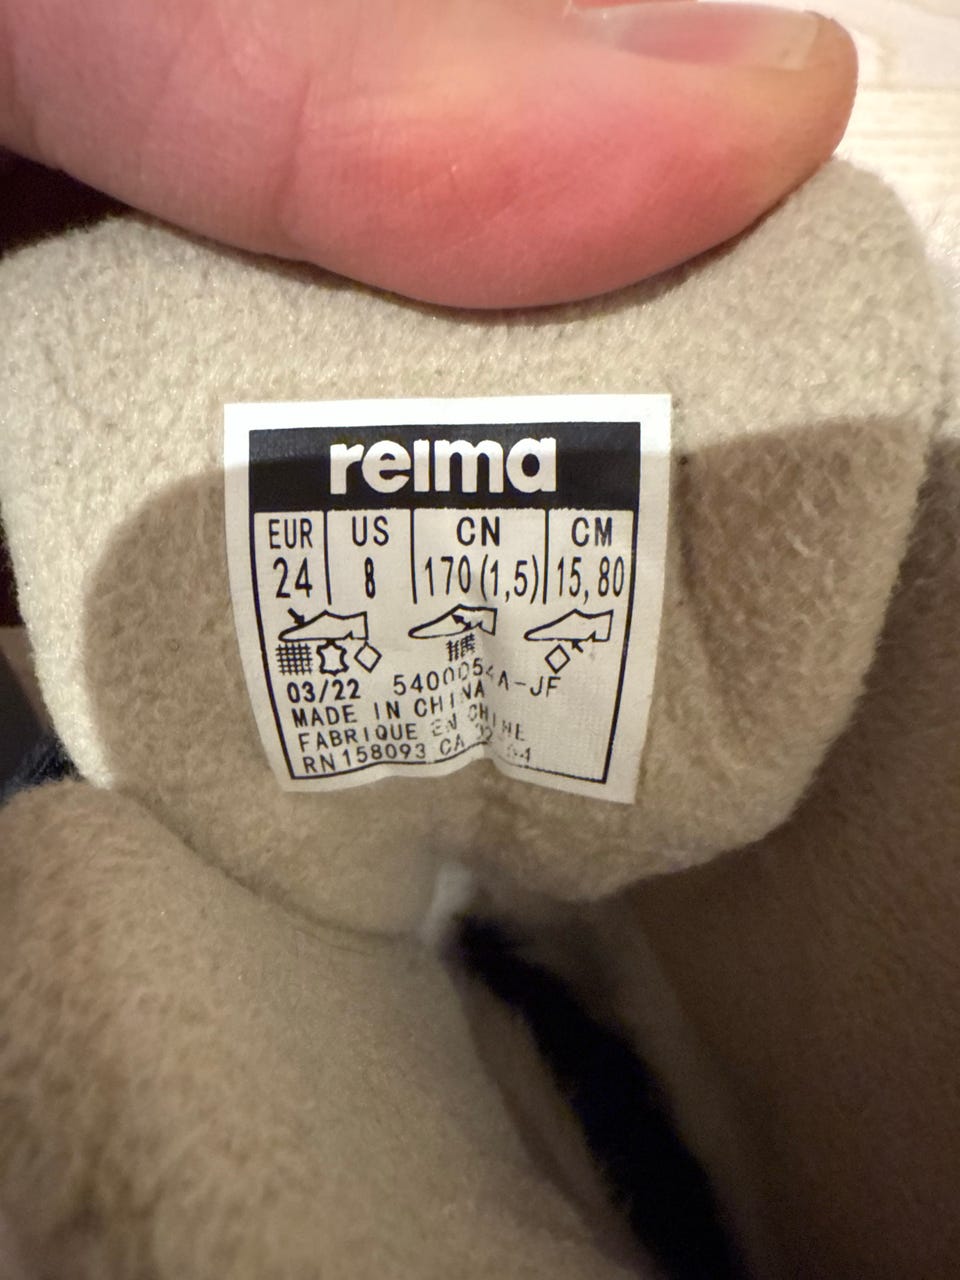 reima
EUR US CN CM
24 8 170(1,5) 15,80
03/22 5400054A-JF
MADE IN CHINA
FABRIQUE EN CHINE
RN158093 CA